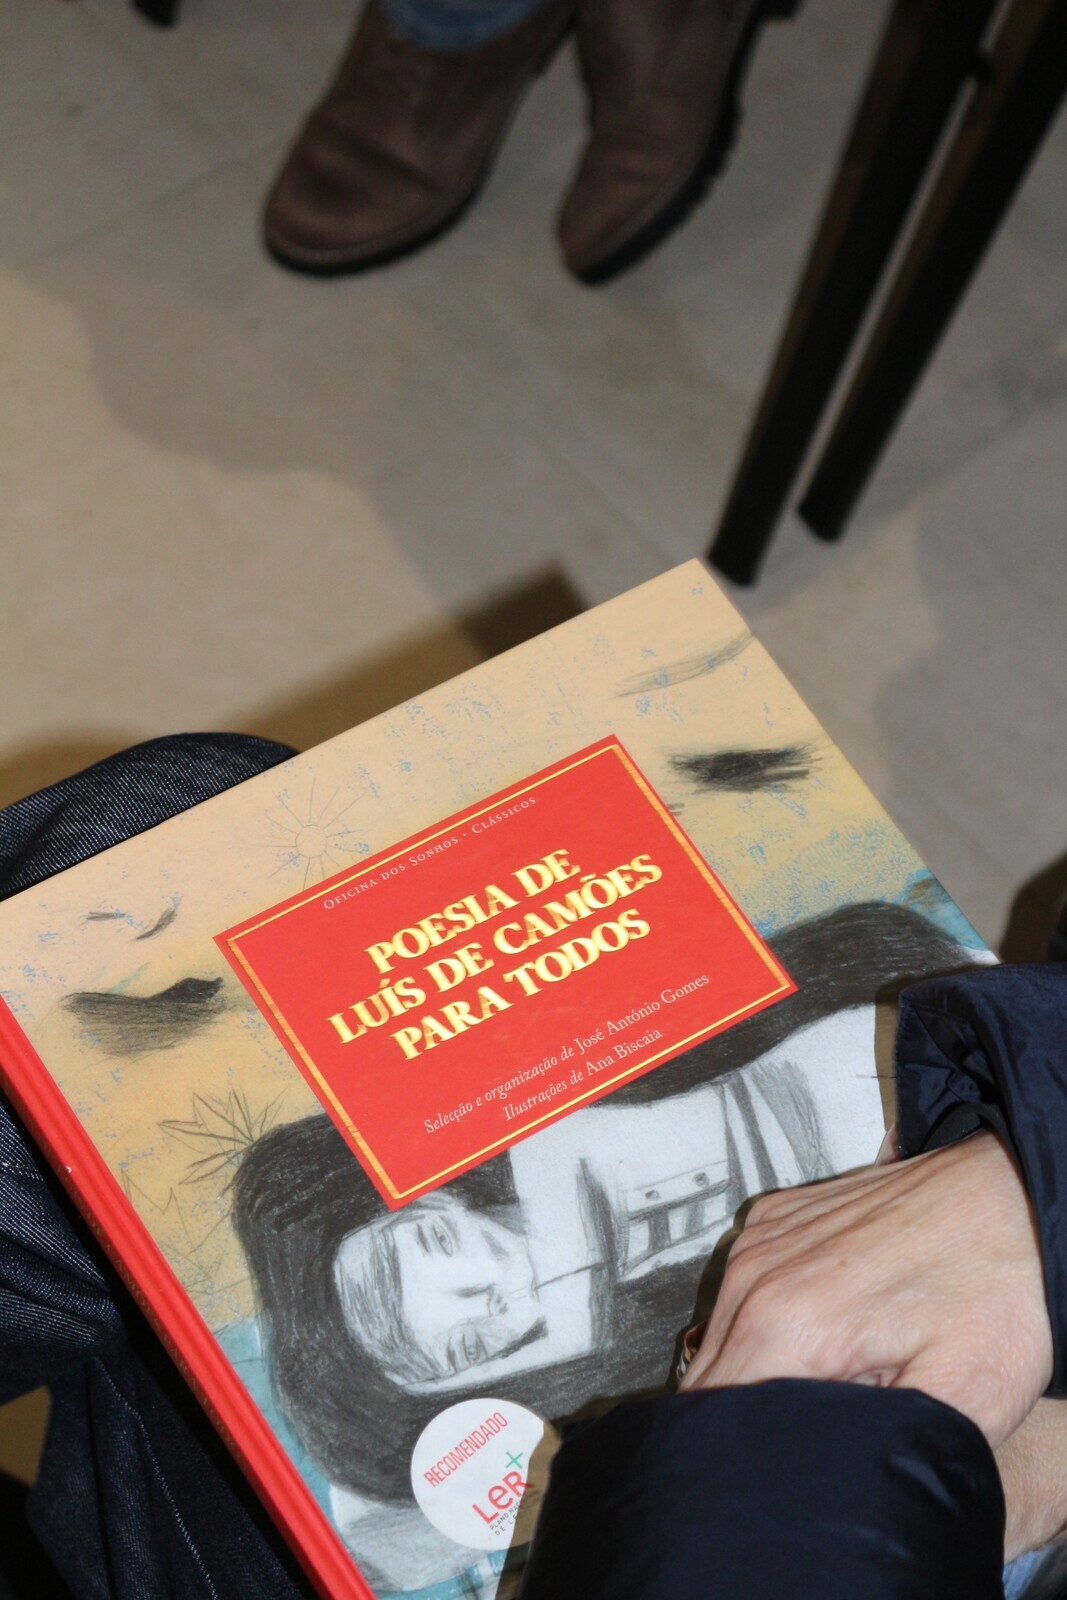 OFICINA DOS SONHOS · CLÁSSICOS
POESIA DE
LUÍS DE CAMÕES
PARA TODOS
Selecção e organização de José António Gomes
Ilustrações de Ana Biscaia
RECOMENDADO
LeR+